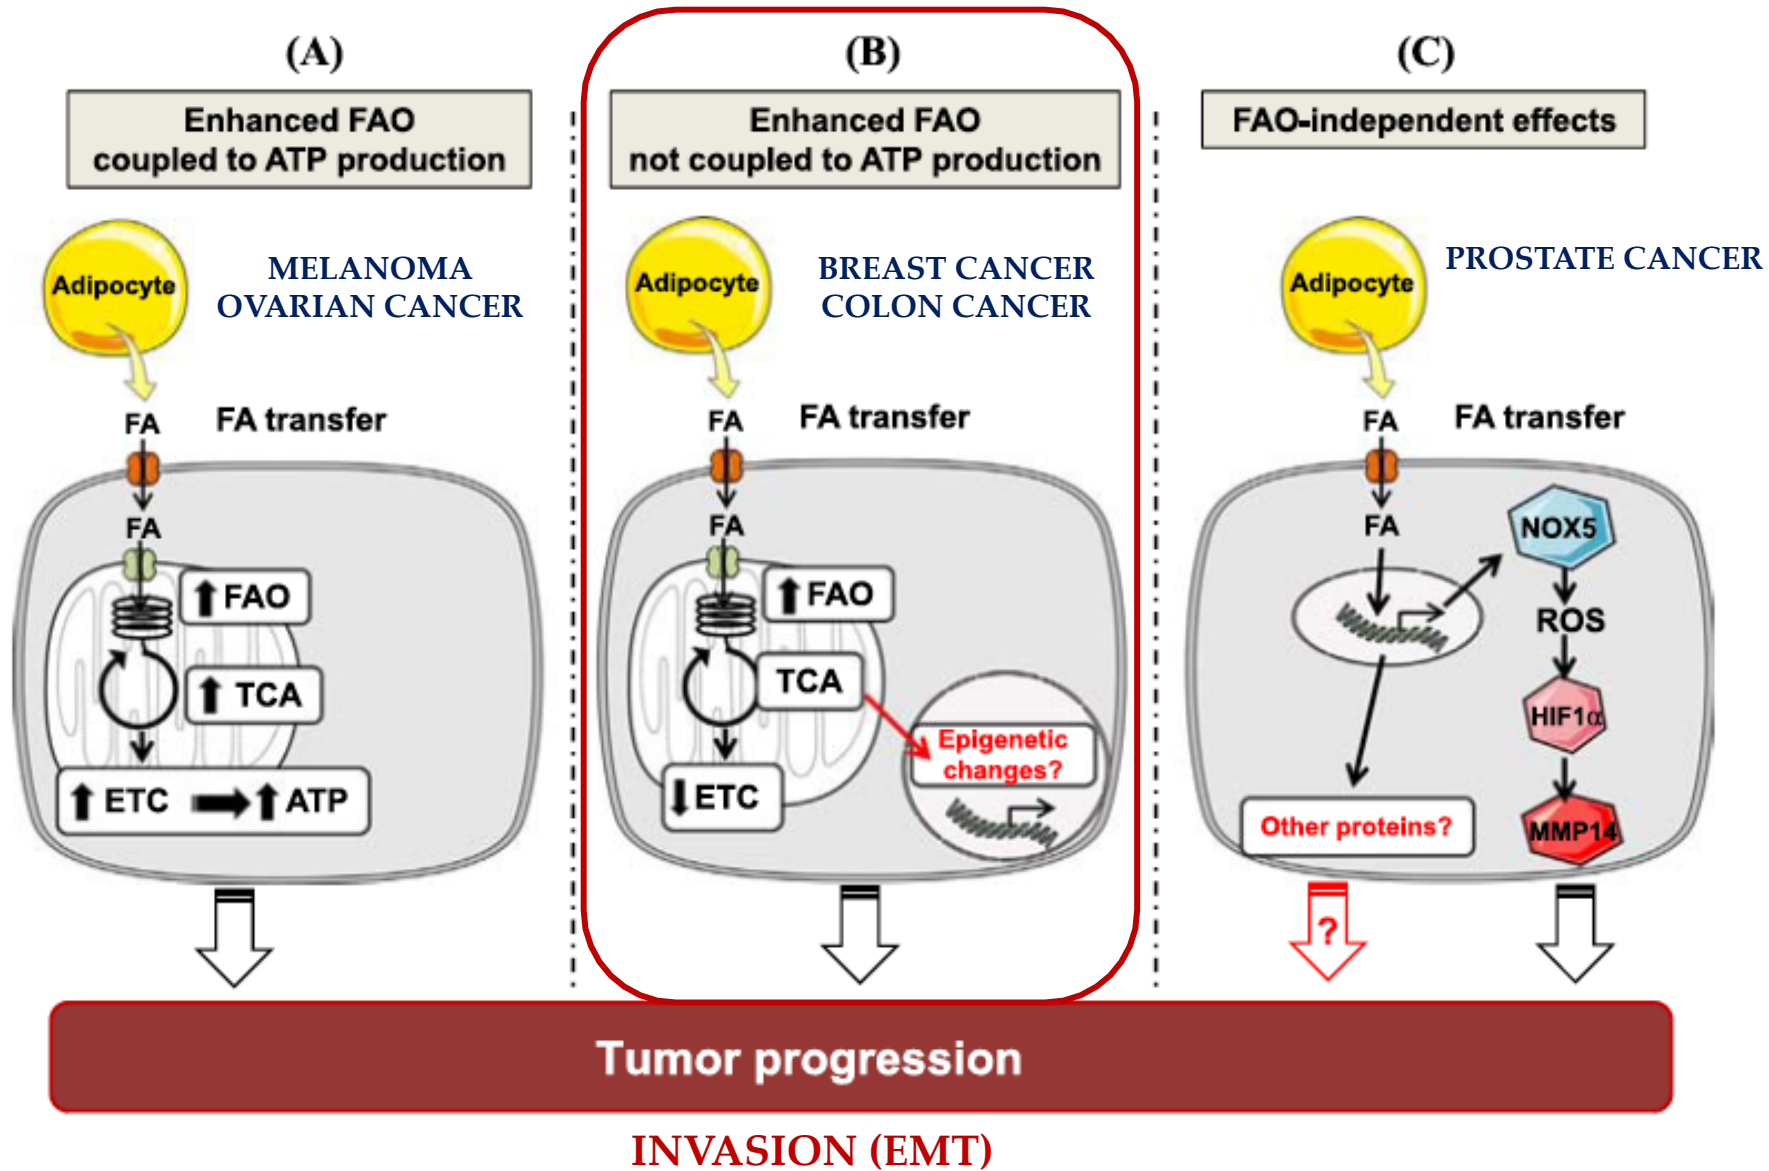 (A)
Enhanced FAO
coupled to ATP production
Adipocyte
MELANOMA
OVARIAN CANCER
FA
FA transfer
FA
FAO
TCA
ETC
ATP
(B)
Enhanced FAO
not coupled to ATP production
Adipocyte
BREAST CANCER
COLON CANCER
FA
FA transfer
FA
FAO
TCA
Epigenetic
changes?
ETC
(C)
FAO-independent effects
Adipocyte
PROSTATE CANCER
FA
FA transfer
FA
NOX5
ROS
HIF1α
MMP14
Other proteins?
?
Tumor progression
INVASION (EMT)